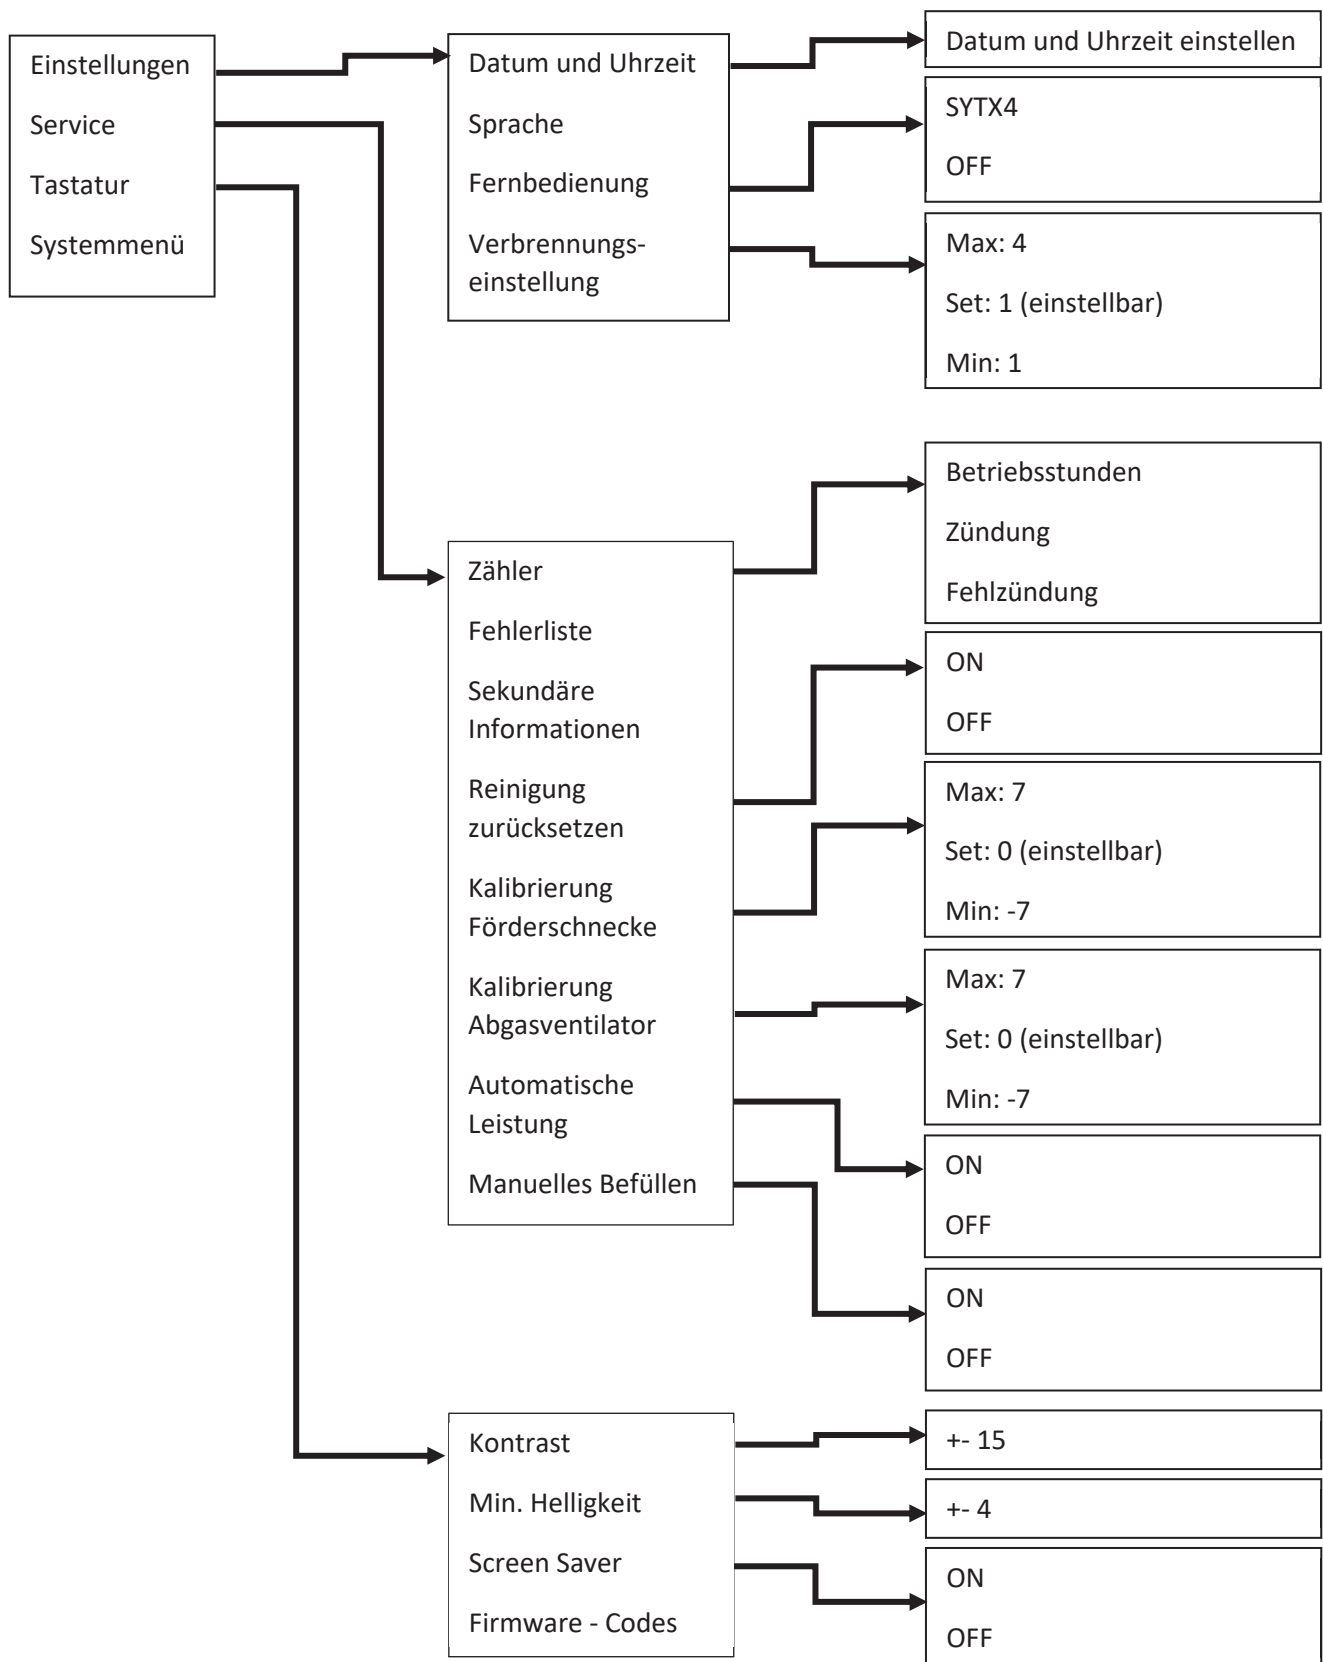 Einstellungen
Service
Tastatur
Systemmenü
Datum und Uhrzeit
Sprache
Fernbedienung
Verbrennungs-
einstellung
Datum und Uhrzeit einstellen
SYTX4
OFF
Max: 4
Set: 1 (einstellbar)
Min: 1
Zähler
Fehlerliste
Sekundäre
Informationen
Reinigung
zurücksetzen
Kalibrierung
Förderschnecke
Kalibrierung
Abgasventilator
Automatische
Leistung
Manuelles Befüllen
Betriebsstunden
Zündung
Fehlzündung
ON
OFF
Max: 7
Set: 0 (einstellbar)
Min: -7
Max: 7
Set: 0 (einstellbar)
Min: -7
ON
OFF
ON
OFF
Kontrast
Min. Helligkeit
Screen Saver
Firmware - Codes
+- 15
+- 4
ON
OFF